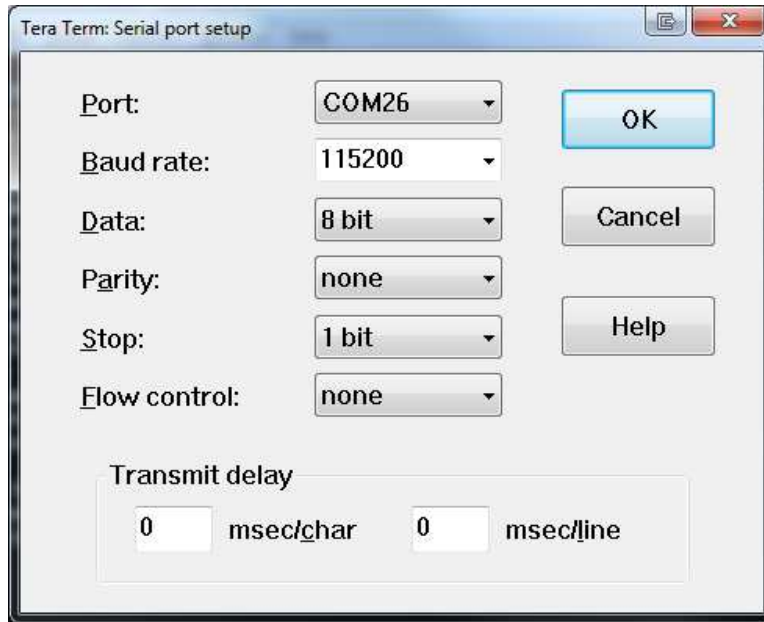 Tera Term: Serial port setup
Port: COM26 OK
Baud rate: 115200
Data: 8 bit Cancel
Parity: none
Stop: 1 bit Help
Flow control: none
Transmit delay
0 msec/char 0 msec/line